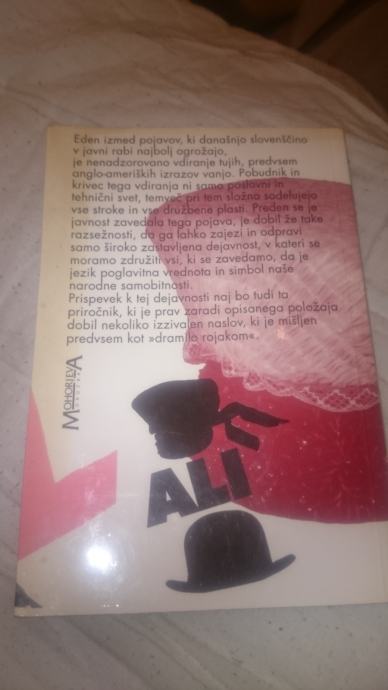 Eden izmed pojavov, ki današnjo slovenščino
v javni rabi najbolj ogrožajo,
je nenadzorovano vdiranje tujih, predvsem
anglo-ameriških izrazov vanjo. Pobudnik in
krivec tega vdiranja ni samo poslovni in
tehnični svet, temveč pri tem složno sodelujejo
vse stroke in vse družbene plasti. Preden se je
javnost zavedela tega pojava, je dobil že take
razsežnosti, da ga lahko zajezi in odpravi
samo široko zastavljena dejavnost, v kateri se
moramo združiti vsi, ki se zavedamo, da je
jezik poglavitna vrednota in simbol naše
narodne samobitnosti.
Prispevek k tej dejavnosti naj bo tudi ta
priročnik, ki je prav zaradi opisanega položaja
dobil nekoliko izzivalen naslov, ki je mišljen
predvsem kot »dramilo rojakom«.
MOHORJEVA
DRUŽBA
ALI